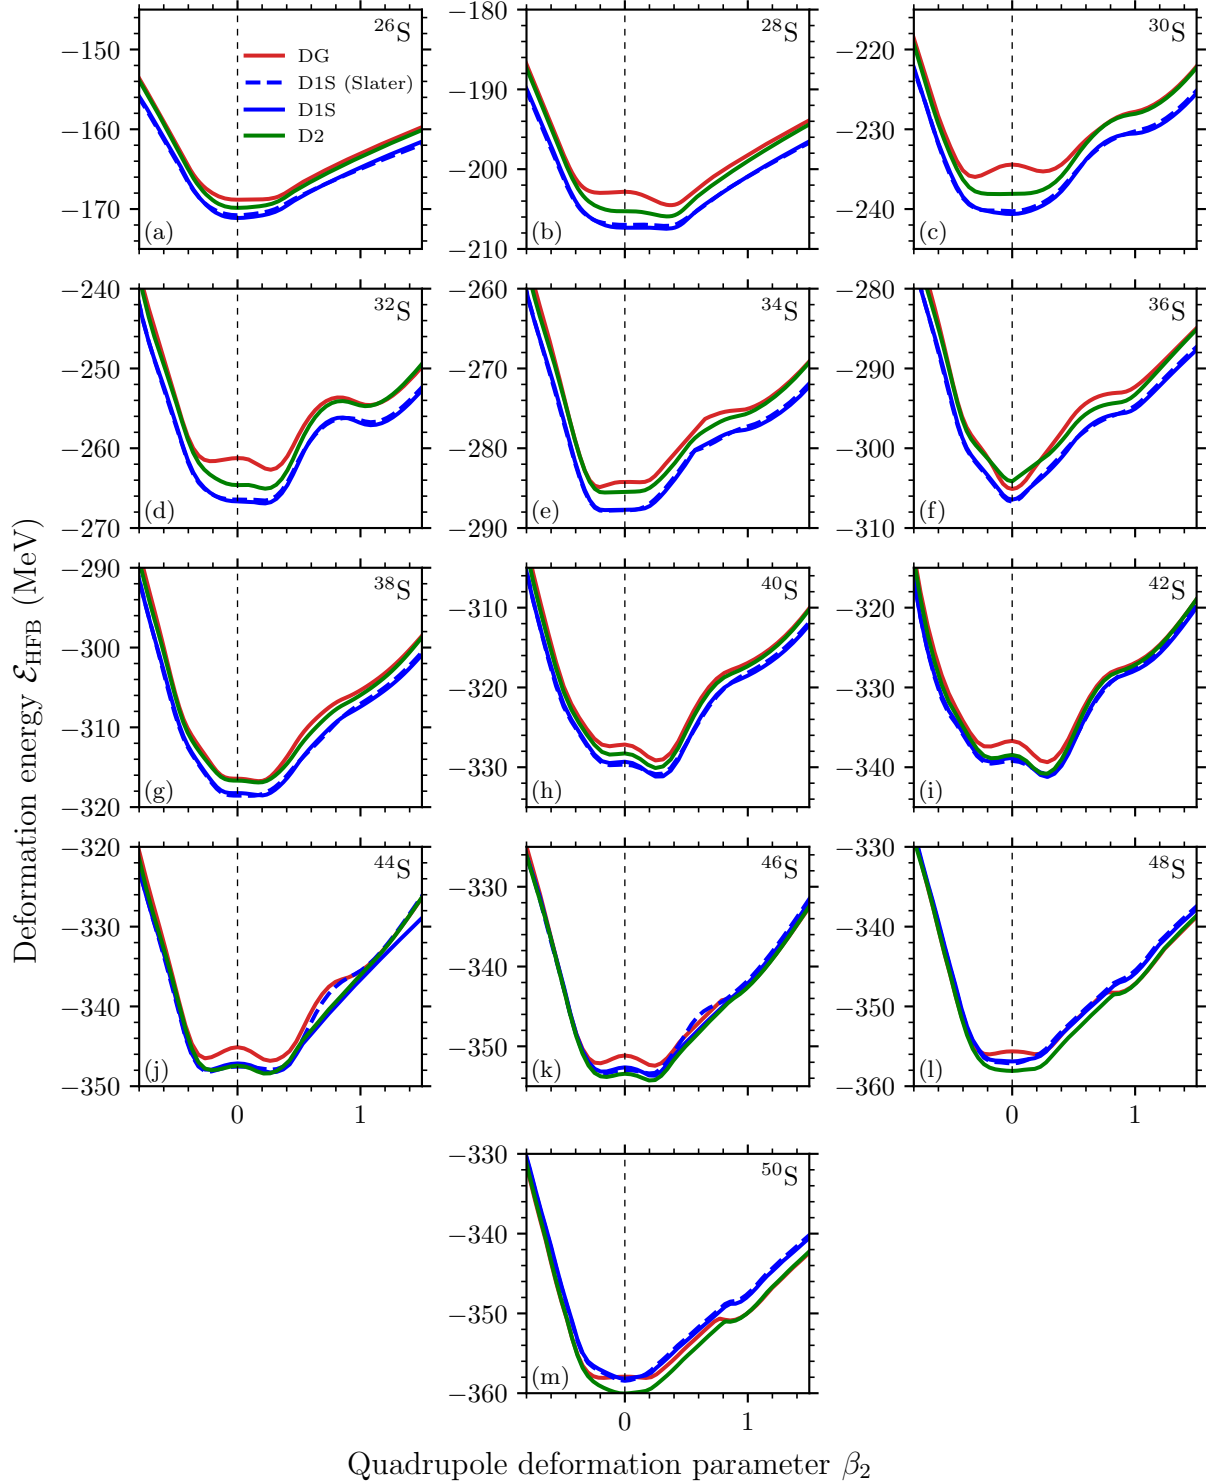 −150
−160
−170
²⁶S
DG
D1S (Slater)
D1S
D2
(a)
−180
−190
−200
−210
²⁸S
(b)
−220
−230
−240
³⁰S
(c)
−240
−250
−260
−270
³²S
(d)
−260
−270
−280
−290
³⁴S
(e)
−280
−290
−300
−310
³⁶S
(f)
−290
−300
−310
−320
³⁸S
(g)
−310
−320
−330
⁴⁰S
(h)
−320
−330
−340
⁴²S
(i)
−320
−330
−340
−350
⁴⁴S
(j)
0 1
−330
−340
−350
⁴⁶S
(k)
−330
−340
−350
−360
⁴⁸S
(l)
0 1
−330
−340
−350
−360
⁵⁰S
(m)
0 1
Deformation energy ℰ_HFB (MeV)
Quadrupole deformation parameter β₂